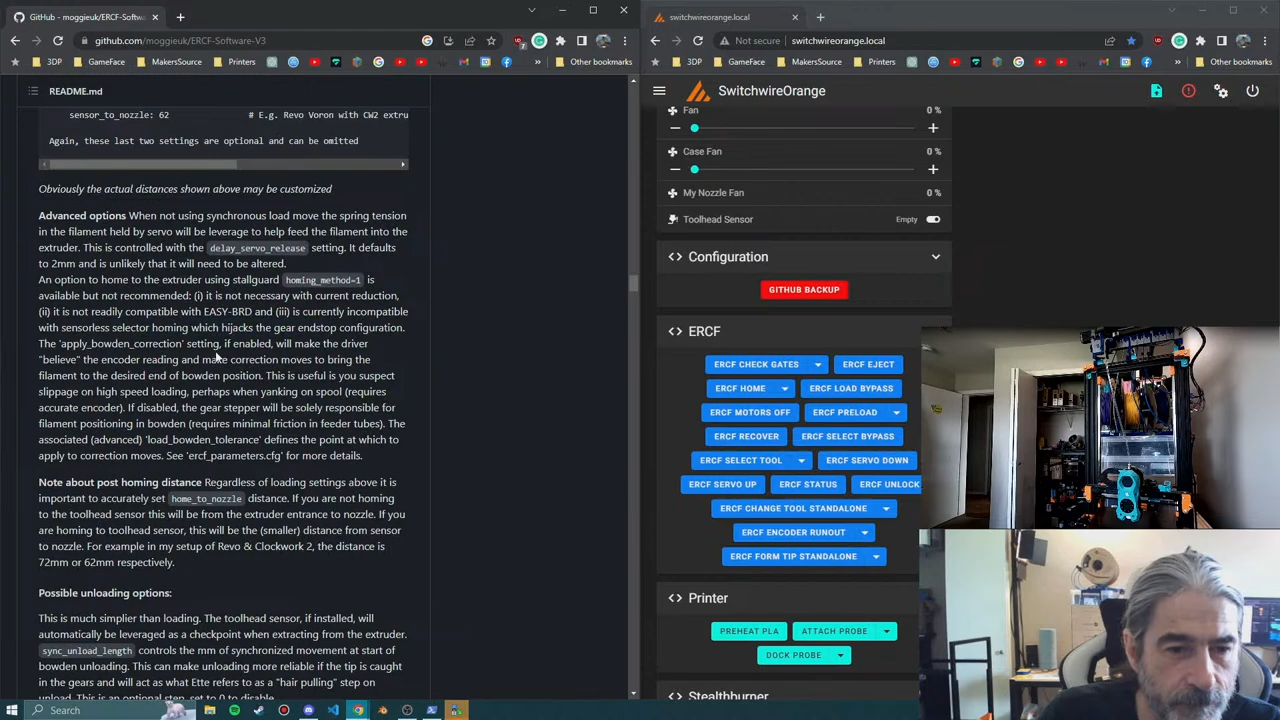 GitHub - moggieuk/ERCF-Softw
github.com/moggieuk/ERCF-Software-V3
3DP GameFace MakersSource Printers » Other bookmarks
README.md
sensor_to_nozzle: 62 # E.g. Revo Voron with CW2 extru
Again, these last two settings are optional and can be omitted
Obviously the actual distances shown above may be customized
Advanced options When not using synchronous load move the spring tension
in the filament held by servo will be leverage to help feed the filament into the
extruder. This is controlled with the delay_servo_release setting. It defaults
to 2mm and is unlikely that it will need to be altered.
An option to home to the extruder using stallguard homing_method=1 is
available but not recommended: (i) it is not necessary with current reduction,
(ii) it is not readily compatible with EASY-BRD and (iii) is currently incompatible
with sensorless selector homing which hijacks the gear endstop configuration.
The 'apply_bowden_correction' setting, if enabled, will make the driver
"believe" the encoder reading and make correction moves to bring the
filament to the desired end of bowden position. This is useful is you suspect
slippage on high speed loading, perhaps when yanking on spool (requires
accurate encoder). If disabled, the gear stepper will be solely responsible for
filament positioning in bowden (requires minimal friction in feeder tubes). The
associated (advanced) 'load_bowden_tolerance' defines the point at which to
apply to correction moves. See 'ercf_parameters.cfg' for more details.
Note about post homing distance Regardless of loading settings above it is
important to accurately set home_to_nozzle distance. If you are not homing
to the toolhead sensor this will be from the extruder entrance to nozzle. If you
are homing to toolhead sensor, this will be the (smaller) distance from sensor
to nozzle. For example in my setup of Revo & Clockwork 2, the distance is
72mm or 62mm respectively.
Possible unloading options:
This is much simplier than loading. The toolhead sensor, if installed, will
automatically be leveraged as a checkpoint when extracting from the extruder.
sync_unload_length controls the mm of synchronized movement at start of
bowden unloading. This can make unloading more reliable if the tip is caught
in the gears and will act as what Ette refers to as a "hair pulling" step on
unload. This is an optional step, set to 0 to disable.
Search
switchwireorange.local
Not secure switchwireorange.local
3DP GameFace MakersSource Printers » Other bookmarks
SwitchwireOrange
Fan 0 %
Case Fan 0 %
My Nozzle Fan 0 %
Toolhead Sensor Empty
Configuration
GITHUB BACKUP
ERCF
ERCF CHECK GATES ERCF EJECT
ERCF HOME ERCF LOAD BYPASS
ERCF MOTORS OFF ERCF PRELOAD
ERCF RECOVER ERCF SELECT BYPASS
ERCF SELECT TOOL ERCF SERVO DOWN
ERCF SERVO UP ERCF STATUS ERCF UNLOCK
ERCF CHANGE TOOL STANDALONE
ERCF ENCODER RUNOUT
ERCF FORM TIP STANDALONE
Printer
PREHEAT PLA ATTACH PROBE
DOCK PROBE
Stealthburner